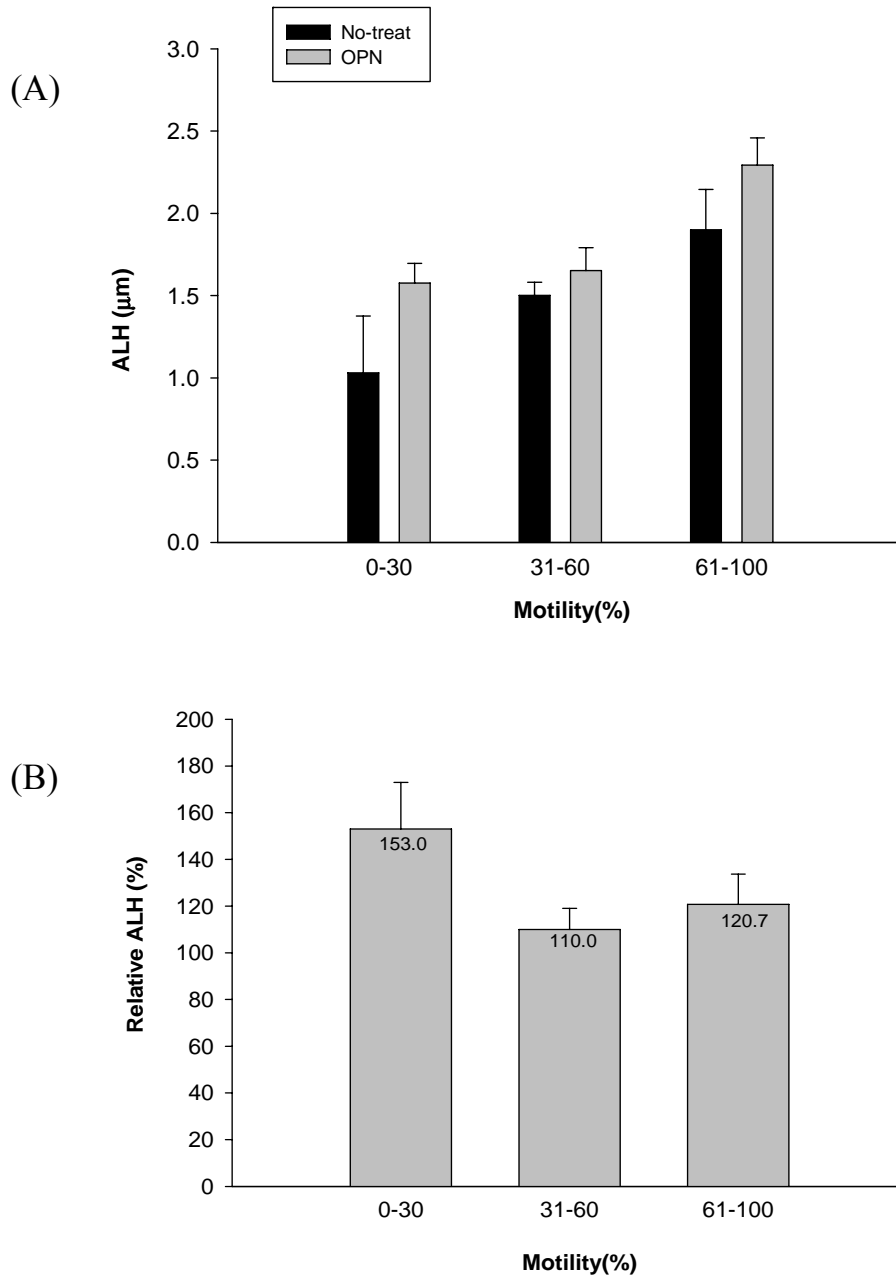 No-treat
OPN
(A)
3.0
2.5
2.0
1.5
1.0
0.5
0.0
ALH (μm)
0-30 31-60 61-100
Motility(%)
(B)
200
180
160
140
120
100
80
60
40
20
0
Relative ALH (%)
153.0 110.0 120.7
0-30 31-60 61-100
Motility(%)